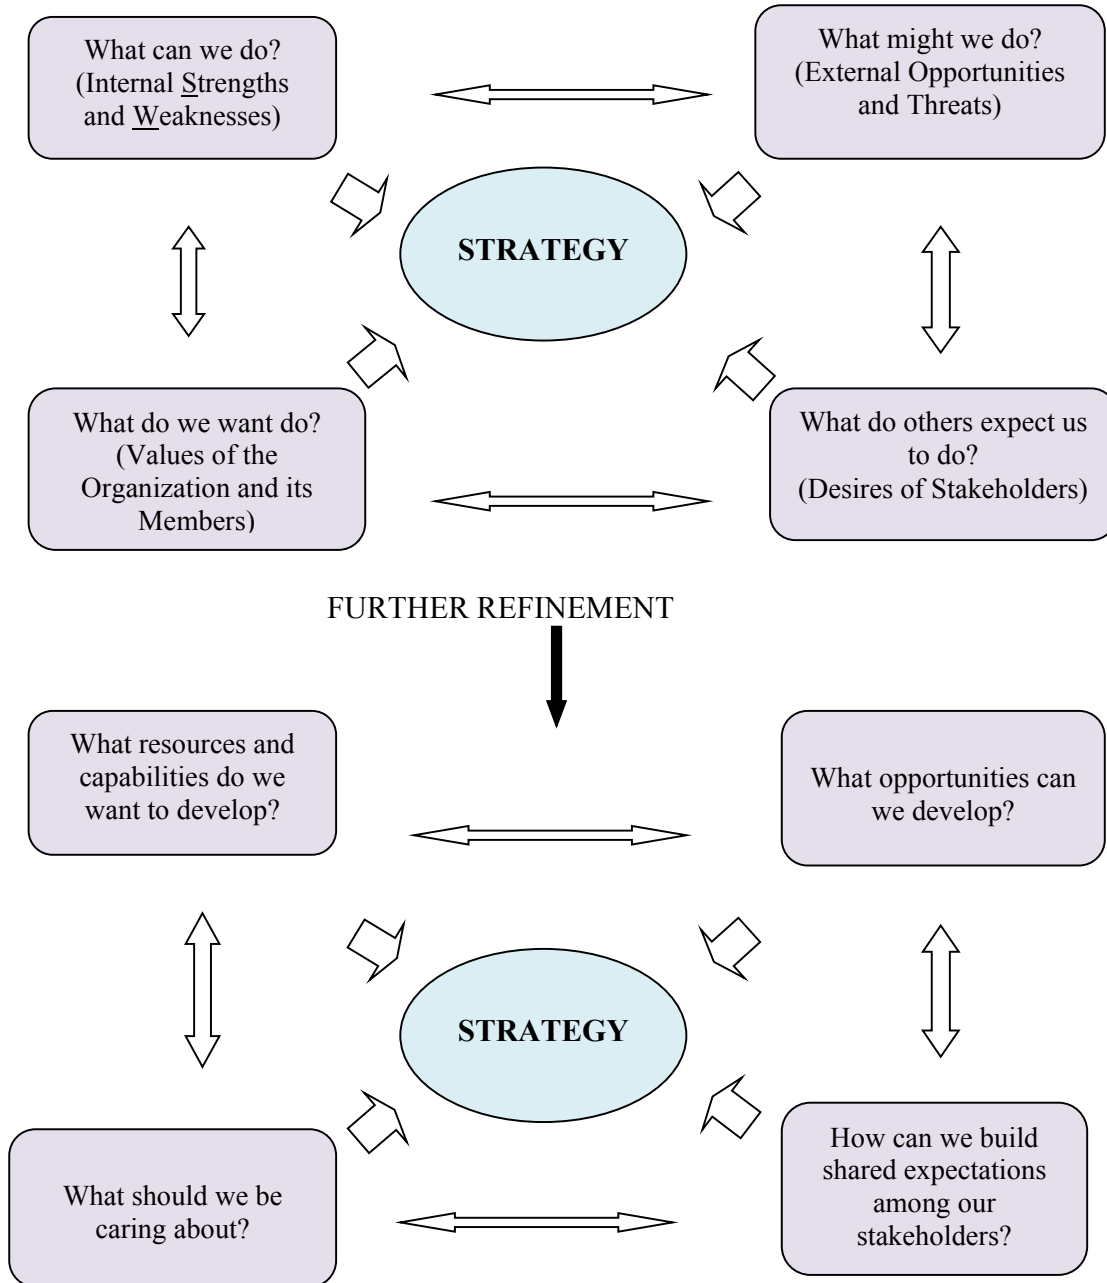 What can we do?
(Internal Strengths
and Weaknesses)
What might we do?
(External Opportunities
and Threats)
STRATEGY
What do we want do?
(Values of the
Organization and its
Members)
What do others expect us
to do?
(Desires of Stakeholders)
FURTHER REFINEMENT
What resources and
capabilities do we
want to develop?
What opportunities can
we develop?
STRATEGY
What should we be
caring about?
How can we build
shared expectations
among our
stakeholders?